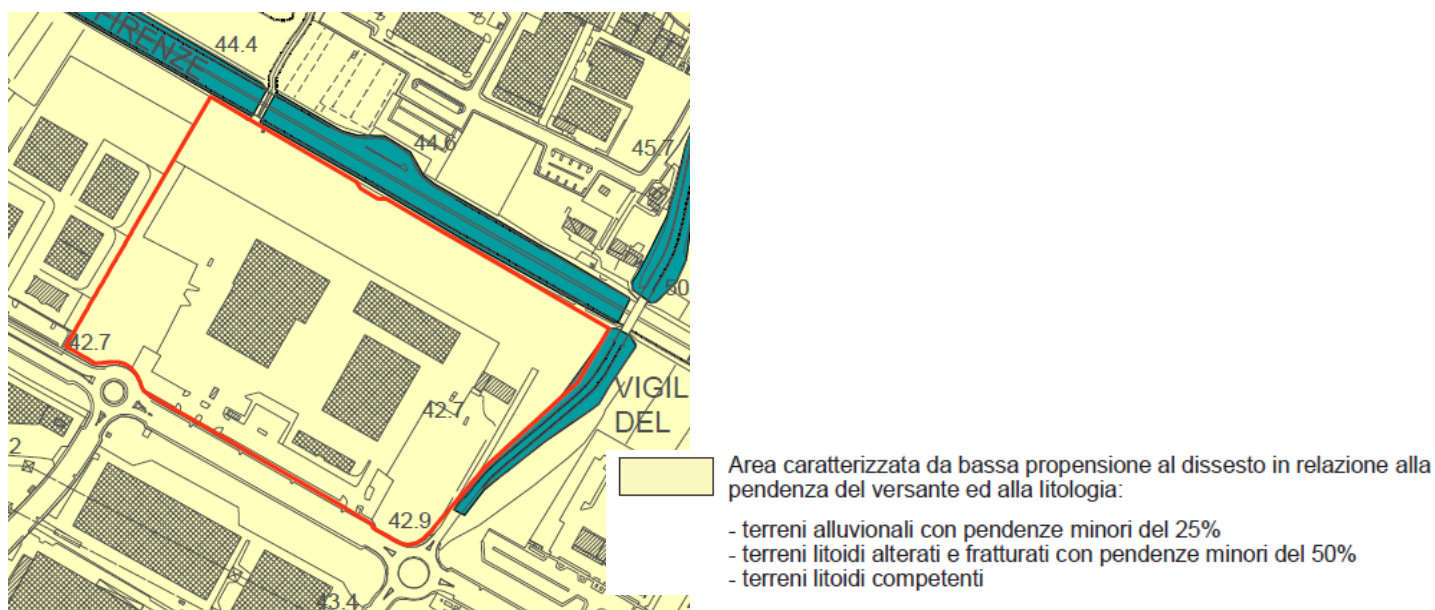 FIRENZE
44.4
44.6
45.7
50
42.7
VIGIL
DEL
42.7
2
42.9
43.4
Area caratterizzata da bassa propensione al dissesto in relazione alla
pendenza del versante ed alla litologia:
- terreni alluvionali con pendenze minori del 25%
- terreni litoidi alterati e fratturati con pendenze minori del 50%
- terreni litoidi competenti